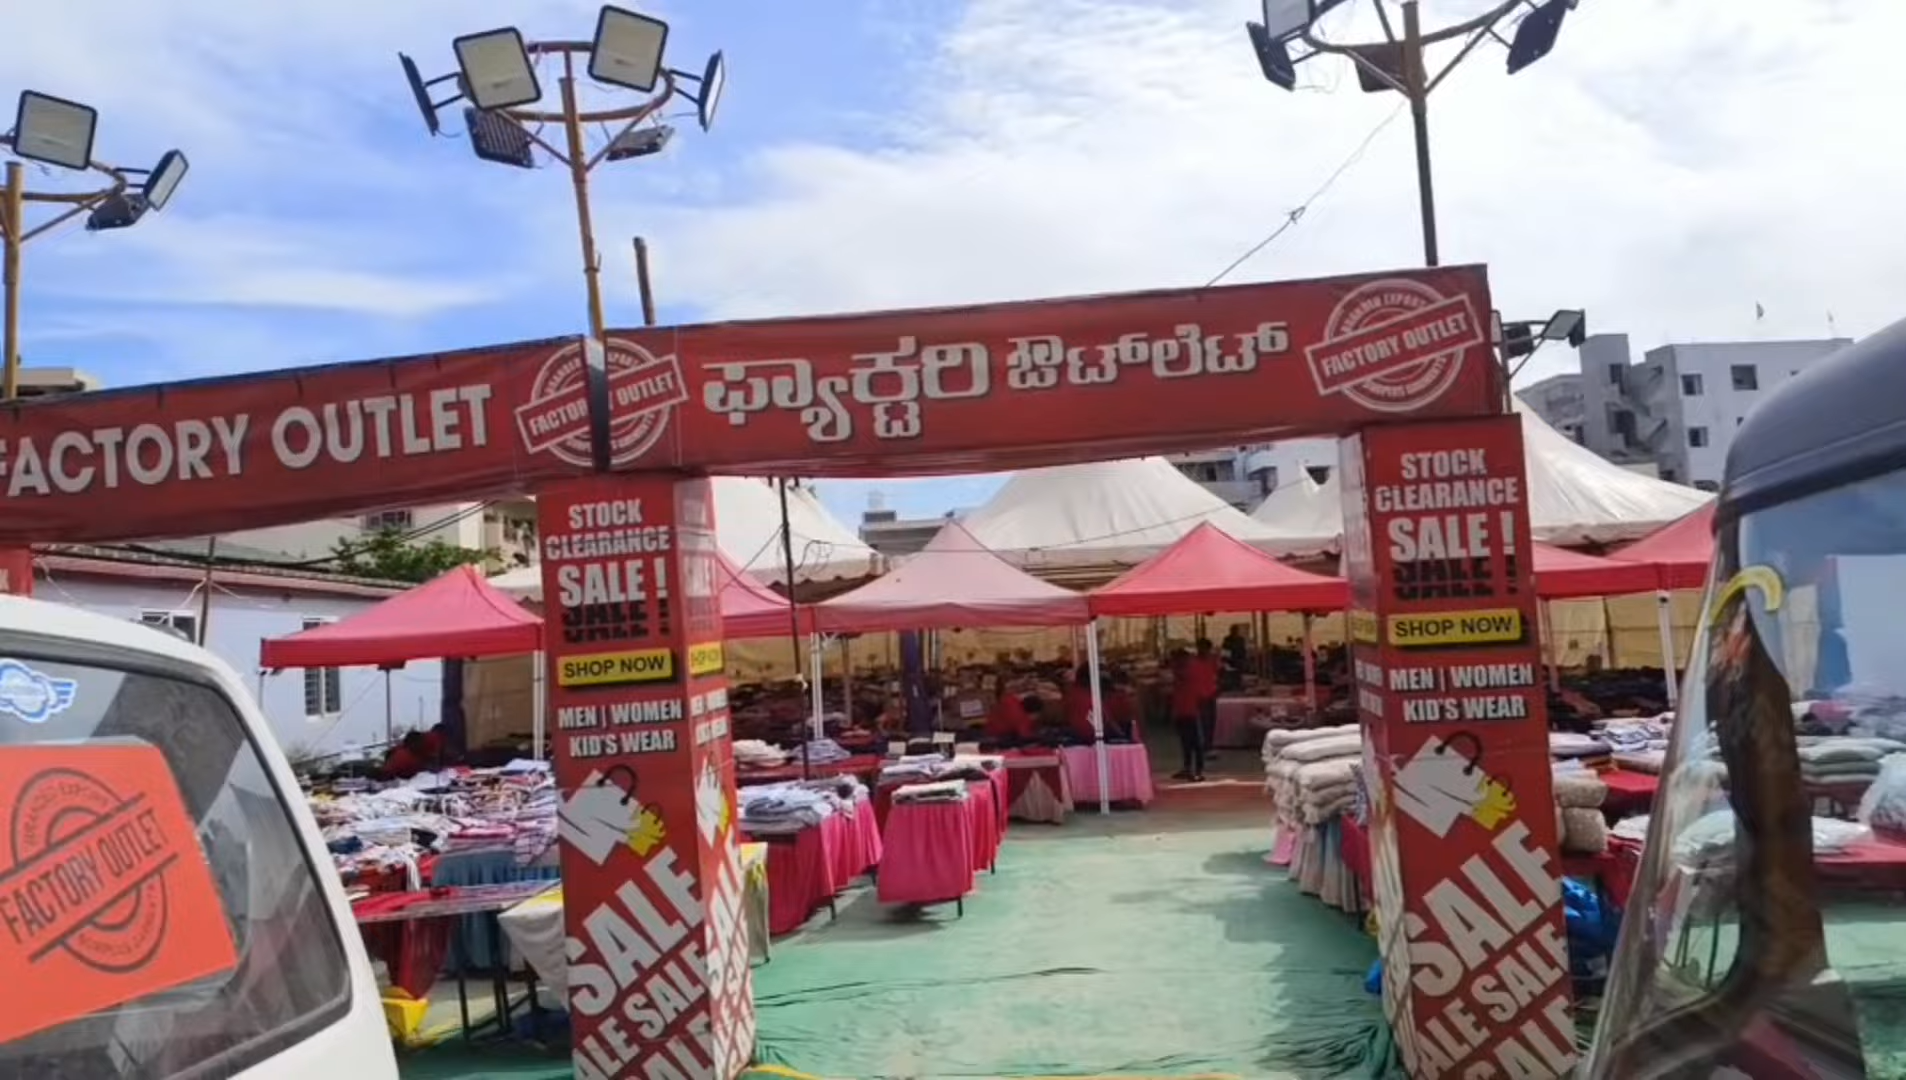 FACTORY OUTLET
FACTORY OUTLET
ಫ್ಯಾಕ್ಟರಿ ಔಟ್‌ಲೆಟ್
FACTORY OUTLET
STOCK
CLEARANCE
SALE !
SHOP NOW
MEN | WOMEN
KID'S WEAR
SALE
SALE
STOCK
CLEARANCE
SALE !
SHOP NOW
MEN | WOMEN
KID'S WEAR
SALE
SALE
SALE
FACTORY OUTLET